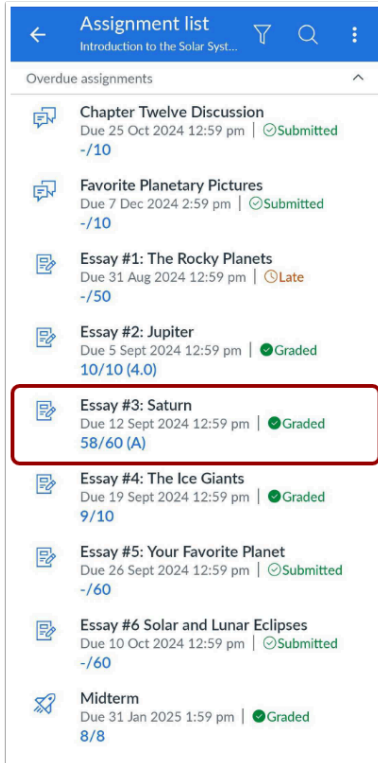 Assignment list
Introduction to the Solar Syst...
Overdue assignments
Chapter Twelve Discussion
Due 25 Oct 2024 12:59 pm | Submitted
-/10
Favorite Planetary Pictures
Due 7 Dec 2024 2:59 pm | Submitted
-/10
Essay #1: The Rocky Planets
Due 31 Aug 2024 12:59 pm | Late
-/50
Essay #2: Jupiter
Due 5 Sept 2024 12:59 pm | Graded
10/10 (4.0)
Essay #3: Saturn
Due 12 Sept 2024 12:59 pm | Graded
58/60 (A)
Essay #4: The Ice Giants
Due 19 Sept 2024 12:59 pm | Graded
9/10
Essay #5: Your Favorite Planet
Due 26 Sept 2024 12:59 pm | Submitted
-/60
Essay #6 Solar and Lunar Eclipses
Due 10 Oct 2024 12:59 pm | Submitted
-/60
Midterm
Due 31 Jan 2025 1:59 pm | Graded
8/8